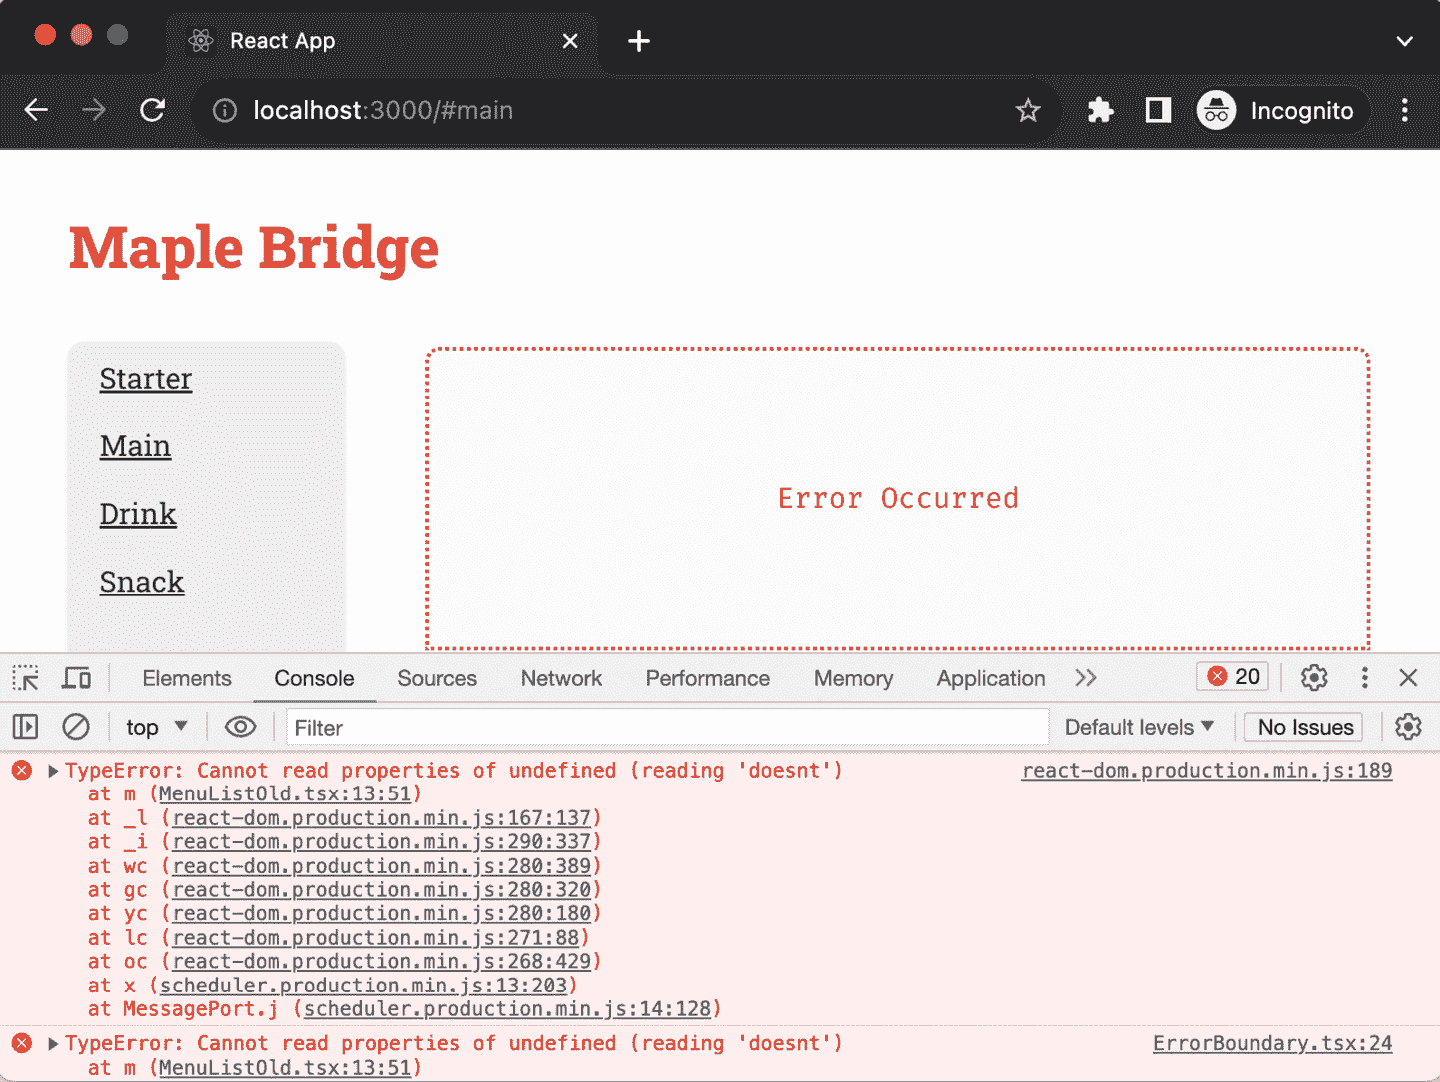 React App
localhost:3000/#main
Incognito
Maple Bridge
Starter
Main
Drink
Snack
Error Occurred
Elements Console Sources Network Performance Memory Application 20
top Filter Default levels No Issues
TypeError: Cannot read properties of undefined (reading 'doesnt') react-dom.production.min.js:189
at m (MenuListOld.tsx:13:51)
at _l (react-dom.production.min.js:167:137)
at _i (react-dom.production.min.js:290:337)
at wc (react-dom.production.min.js:280:389)
at gc (react-dom.production.min.js:280:320)
at yc (react-dom.production.min.js:280:180)
at lc (react-dom.production.min.js:271:88)
at oc (react-dom.production.min.js:268:429)
at x (scheduler.production.min.js:13:203)
at MessagePort.j (scheduler.production.min.js:14:128)
TypeError: Cannot read properties of undefined (reading 'doesnt') ErrorBoundary.tsx:24
at m (MenuListOld.tsx:13:51)